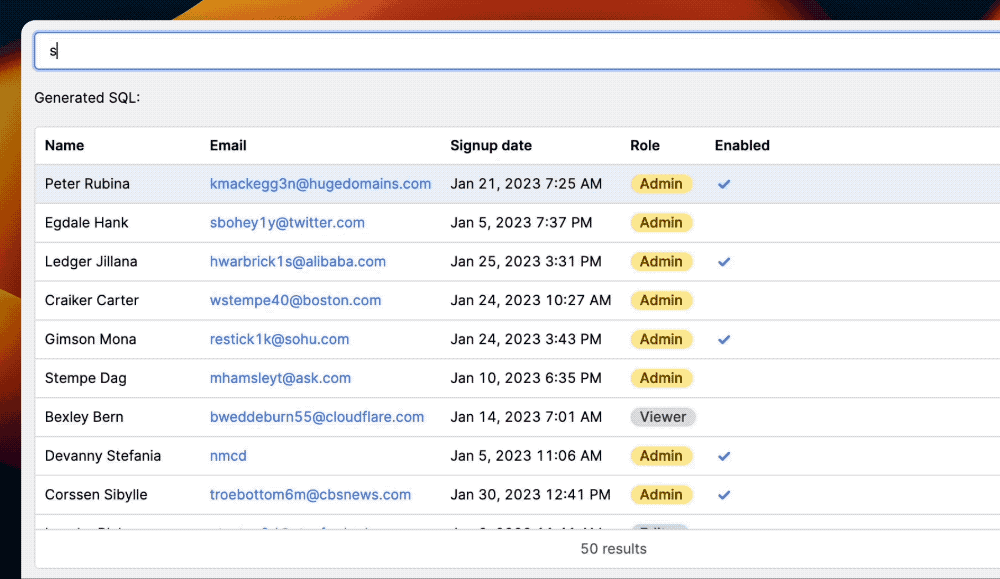 s
Generated SQL:
Name Email Signup date Role Enabled
Peter Rubina kmackegg3n@hugedomains.com Jan 21, 2023 7:25 AM Admin
Egdale Hank sbohey1y@twitter.com Jan 5, 2023 7:37 PM Admin
Ledger Jillana hwarbrick1s@alibaba.com Jan 25, 2023 3:31 PM Admin
Craiker Carter wstempe40@boston.com Jan 24, 2023 10:27 AM Admin
Gimson Mona restick1k@sohu.com Jan 24, 2023 3:43 PM Admin
Stempe Dag mhamsleyt@ask.com Jan 10, 2023 6:35 PM Admin
Bexley Bern bweddeburn55@cloudflare.com Jan 14, 2023 7:01 AM Viewer
Devanny Stefania nmcd Jan 5, 2023 11:06 AM Admin
Corssen Sibylle troebottom6m@cbsnews.com Jan 30, 2023 12:41 PM Admin
50 results